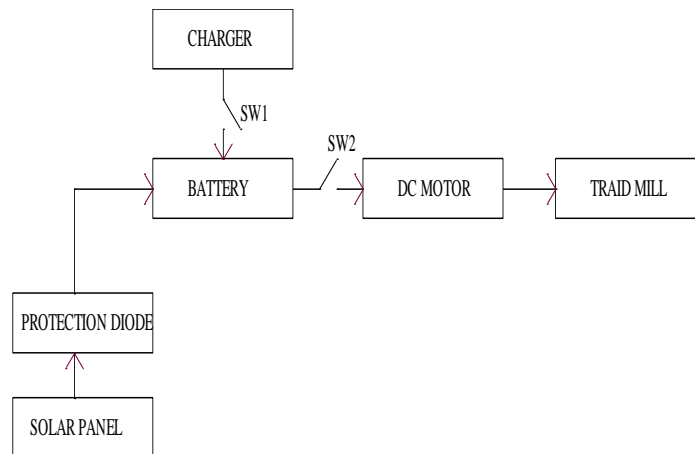 CHARGER
SW1
SW2
BATTERY
DC MOTOR
TRAID MILL
PROTECTION DIODE
SOLAR PANEL